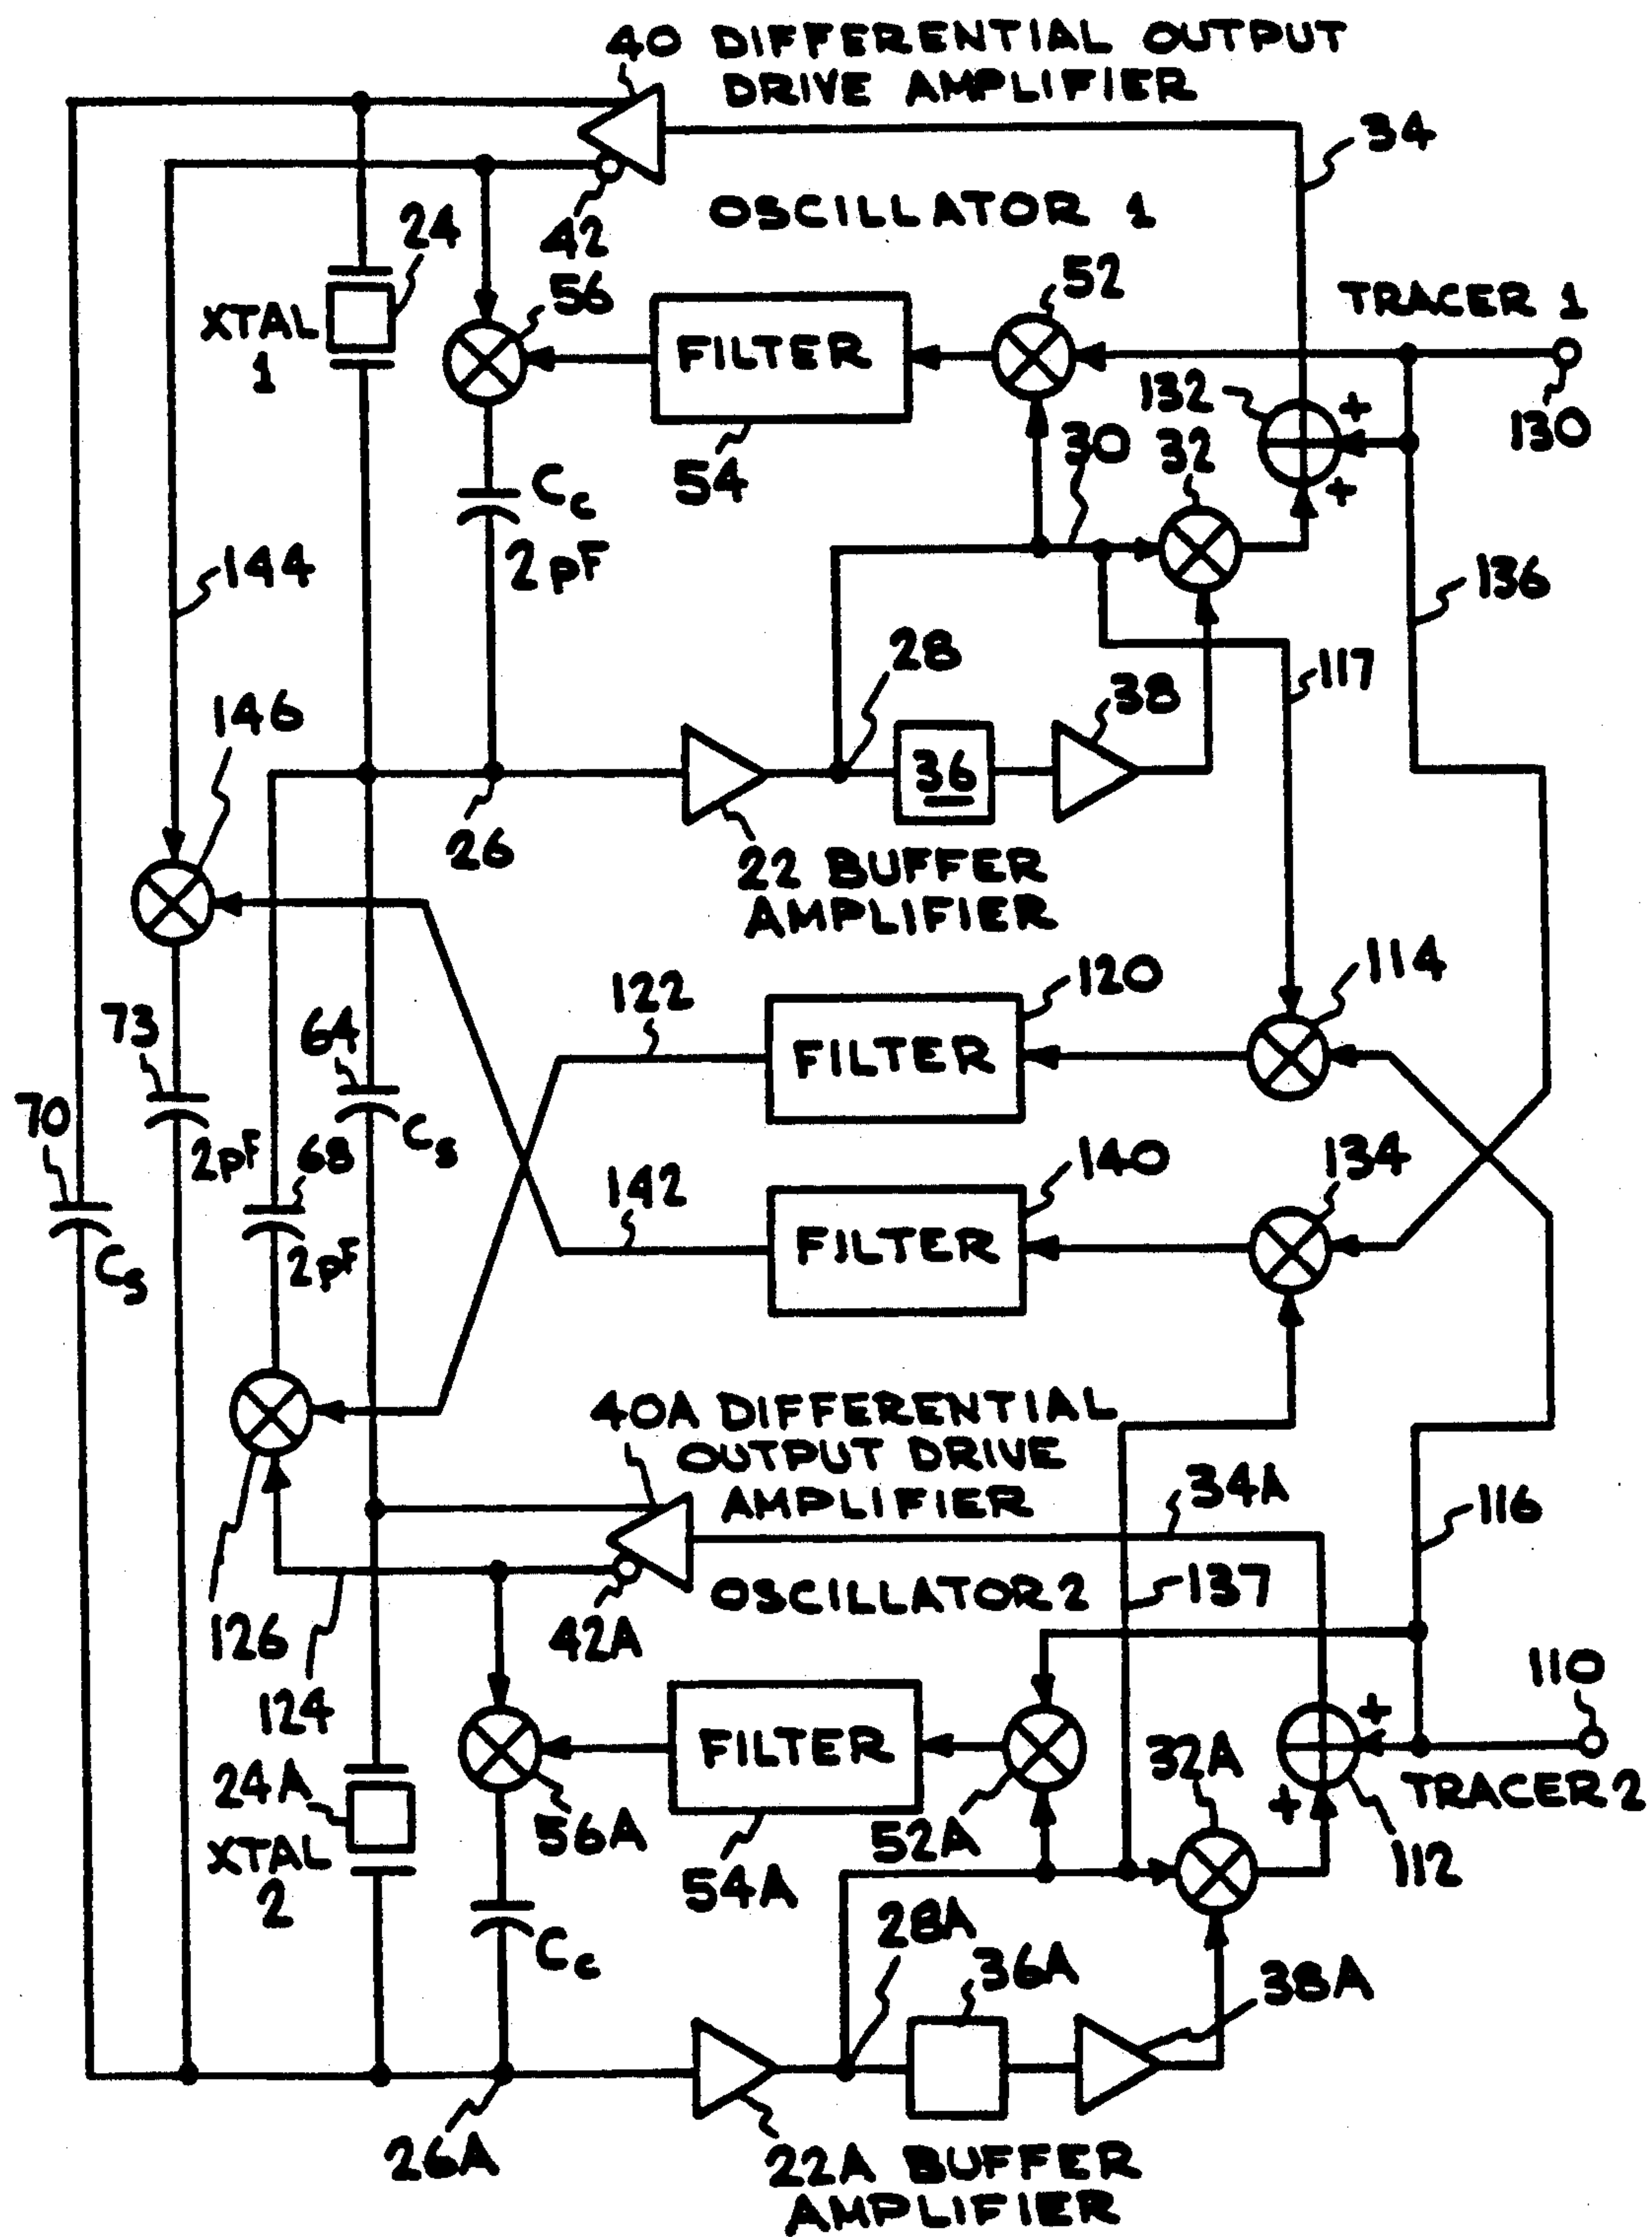 40 DIFFERENTIAL OUTPUT
DRIVE AMPLIFIER
34
OSCILLATOR 1
24
42
56
52
TRACER 1
XTAL
1
FILTER
132
130
54
30
32
+
+
Cc
2pF
144
136
28
117
38
146
36
26
22 BUFFER
AMPLIFIER
114
122
120
73
64
FILTER
70
Cs
2pF
68
134
142
140
FILTER
Cs
2pF
40A DIFFERENTIAL
OUTPUT DRIVE
AMPLIFIER
34A
116
137
OSCILLATOR 2
126
42A
110
124
FILTER
32A
+
24A
TRACER 2
56A
52A
+
XTAL
2
54A
112
28A
Cc
36A
38A
26A
22A BUFFER
AMPLIFIER